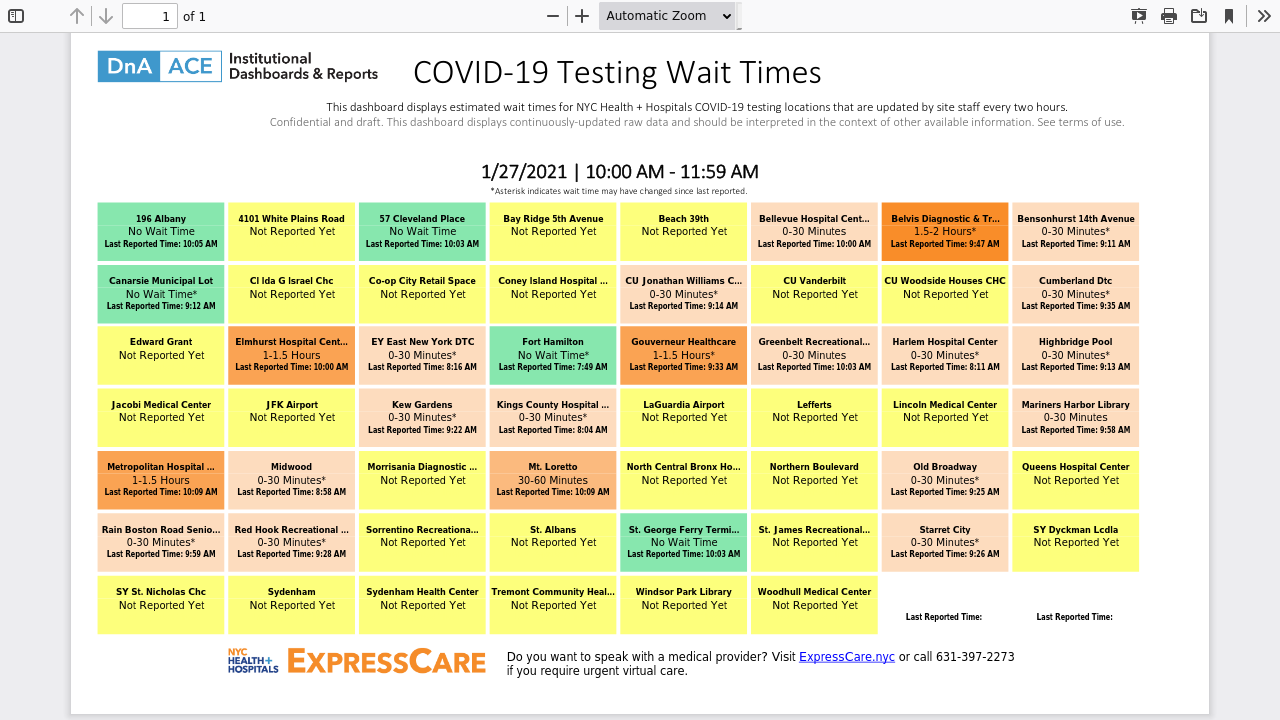 1 of 1 Automatic Zoom
DnA ACE Institutional
Dashboards & Reports
COVID-19 Testing Wait Times
This dashboard displays estimated wait times for NYC Health + Hospitals COVID-19 testing locations that are updated by site staff every two hours.
Confidential and draft. This dashboard displays continuously-updated raw data and should be interpreted in the context of other available information. See terms of use.
1/27/2021 | 10:00 AM - 11:59 AM
*Asterisk indicates wait time may have changed since last reported.
196 Albany
No Wait Time
Last Reported Time: 10:05 AM
4101 White Plains Road
Not Reported Yet
57 Cleveland Place
No Wait Time
Last Reported Time: 10:03 AM
Bay Ridge 5th Avenue
Not Reported Yet
Beach 39th
Not Reported Yet
Bellevue Hospital Cent...
0-30 Minutes
Last Reported Time: 10:00 AM
Belvis Diagnostic & Tr...
1.5-2 Hours*
Last Reported Time: 9:47 AM
Bensonhurst 14th Avenue
0-30 Minutes*
Last Reported Time: 9:11 AM
Canarsie Municipal Lot
No Wait Time*
Last Reported Time: 9:12 AM
Cl Ida G Israel Chc
Not Reported Yet
Co-op City Retail Space
Not Reported Yet
Coney Island Hospital ...
Not Reported Yet
CU Jonathan Williams C...
0-30 Minutes*
Last Reported Time: 9:14 AM
CU Vanderbilt
Not Reported Yet
CU Woodside Houses CHC
Not Reported Yet
Cumberland Dtc
0-30 Minutes*
Last Reported Time: 9:35 AM
Edward Grant
Not Reported Yet
Elmhurst Hospital Cent...
1-1.5 Hours
Last Reported Time: 10:00 AM
EY East New York DTC
0-30 Minutes*
Last Reported Time: 8:16 AM
Fort Hamilton
No Wait Time*
Last Reported Time: 7:49 AM
Gouverneur Healthcare
1-1.5 Hours*
Last Reported Time: 9:33 AM
Greenbelt Recreational...
0-30 Minutes
Last Reported Time: 10:03 AM
Harlem Hospital Center
0-30 Minutes*
Last Reported Time: 8:11 AM
Highbridge Pool
0-30 Minutes*
Last Reported Time: 9:13 AM
Jacobi Medical Center
Not Reported Yet
JFK Airport
Not Reported Yet
Kew Gardens
0-30 Minutes*
Last Reported Time: 9:22 AM
Kings County Hospital ...
0-30 Minutes*
Last Reported Time: 8:04 AM
LaGuardia Airport
Not Reported Yet
Lefferts
Not Reported Yet
Lincoln Medical Center
Not Reported Yet
Mariners Harbor Library
0-30 Minutes
Last Reported Time: 9:58 AM
Metropolitan Hospital ...
1-1.5 Hours
Last Reported Time: 10:09 AM
Midwood
0-30 Minutes*
Last Reported Time: 8:58 AM
Morrisania Diagnostic ...
Not Reported Yet
Mt. Loretto
30-60 Minutes
Last Reported Time: 10:09 AM
North Central Bronx Ho...
Not Reported Yet
Northern Boulevard
Not Reported Yet
Old Broadway
0-30 Minutes*
Last Reported Time: 9:25 AM
Queens Hospital Center
Not Reported Yet
Rain Boston Road Senio...
0-30 Minutes*
Last Reported Time: 9:59 AM
Red Hook Recreational ...
0-30 Minutes*
Last Reported Time: 9:28 AM
Sorrentino Recreationa...
Not Reported Yet
St. Albans
Not Reported Yet
St. George Ferry Termi...
No Wait Time
Last Reported Time: 10:03 AM
St. James Recreational...
Not Reported Yet
Starret City
0-30 Minutes*
Last Reported Time: 9:26 AM
SY Dyckman Lcdla
Not Reported Yet
SY St. Nicholas Chc
Not Reported Yet
Sydenham
Not Reported Yet
Sydenham Health Center
Not Reported Yet
Tremont Community Heal...
Not Reported Yet
Windsor Park Library
Not Reported Yet
Woodhull Medical Center
Not Reported Yet
Last Reported Time:
Last Reported Time:
NYC
HEALTH+
HOSPITALS
EXPRESSCARE
Do you want to speak with a medical provider? Visit ExpressCare.nyc or call 631-397-2273
if you require urgent virtual care.